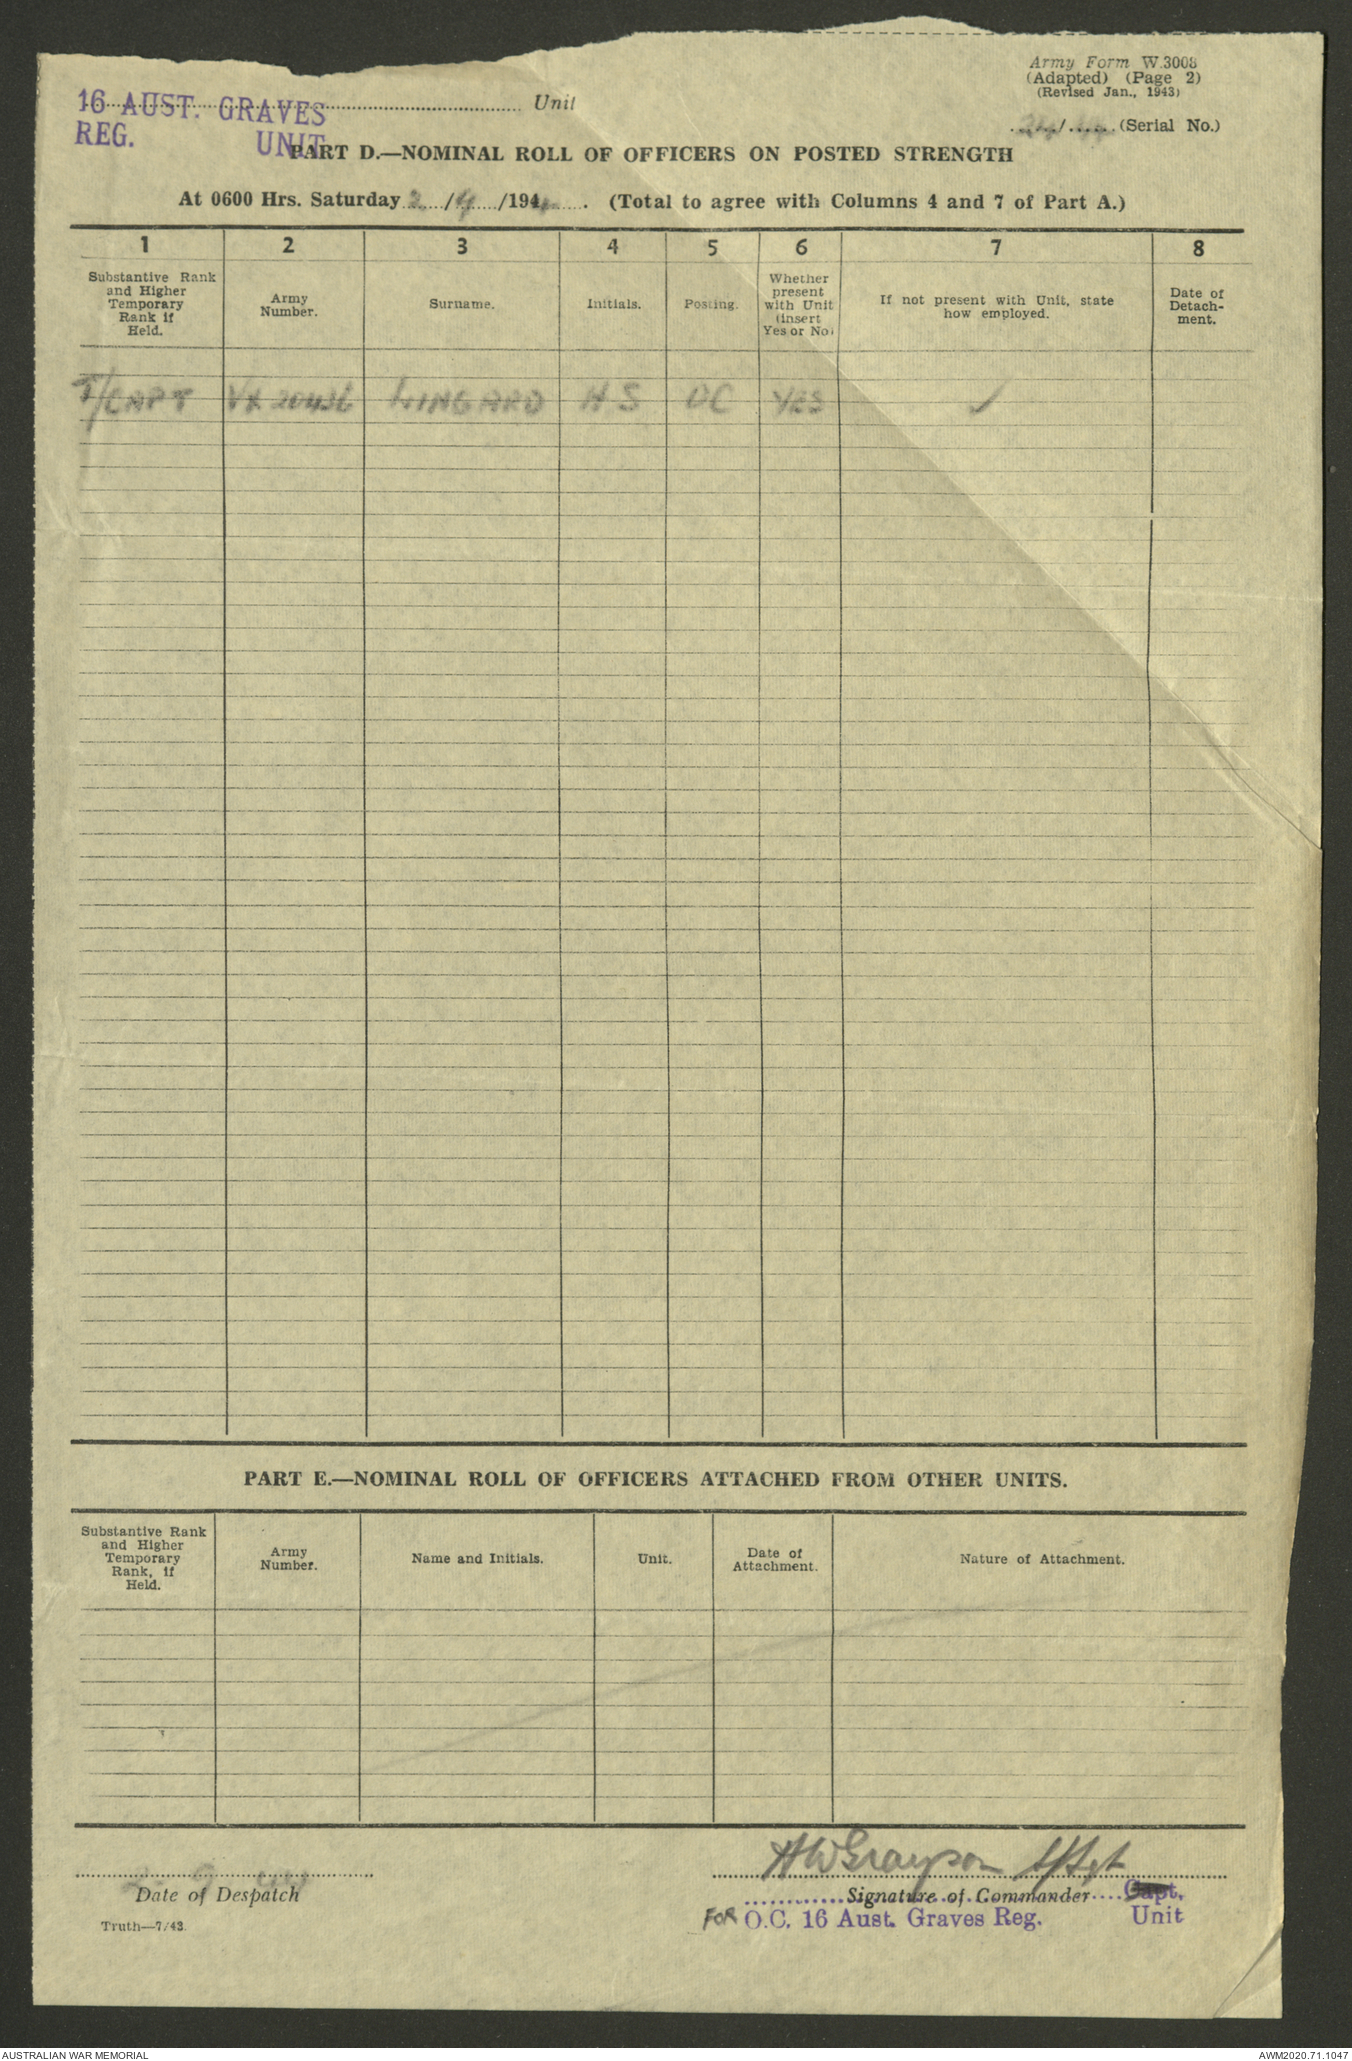 Army Form W.3008
(Adapted) (Page 2)
(Revised Jan., 1943)
16 AUST. GRAVES Unit
REG. UNIT
(Serial No.)
PART D.—NOMINAL ROLL OF OFFICERS ON POSTED STRENGTH
At 0600 Hrs. Saturday 2/4/194 . (Total to agree with Columns 4 and 7 of Part A.)
1 2 3 4 5 6 7 8
Substantive Rank and Higher Temporary Rank if Held. Army Number. Surname. Initials. Posting. Whether present with Unit (insert Yes or No) If not present with Unit, state how employed. Date of Detach-ment.
T/CAPT LINGARD H S OC YES ✓
PART E.—NOMINAL ROLL OF OFFICERS ATTACHED FROM OTHER UNITS.
Substantive Rank and Higher Temporary Rank, if Held. Army Number. Name and Initials. Unit. Date of Attachment. Nature of Attachment.
HWGrayson S/Sgt
Date of Despatch
Signature of Commander Capt.
FOR O.C. 16 Aust. Graves Reg. Unit
Truth—7/43.
AUSTRALIAN WAR MEMORIAL
AWM2020.71.1047